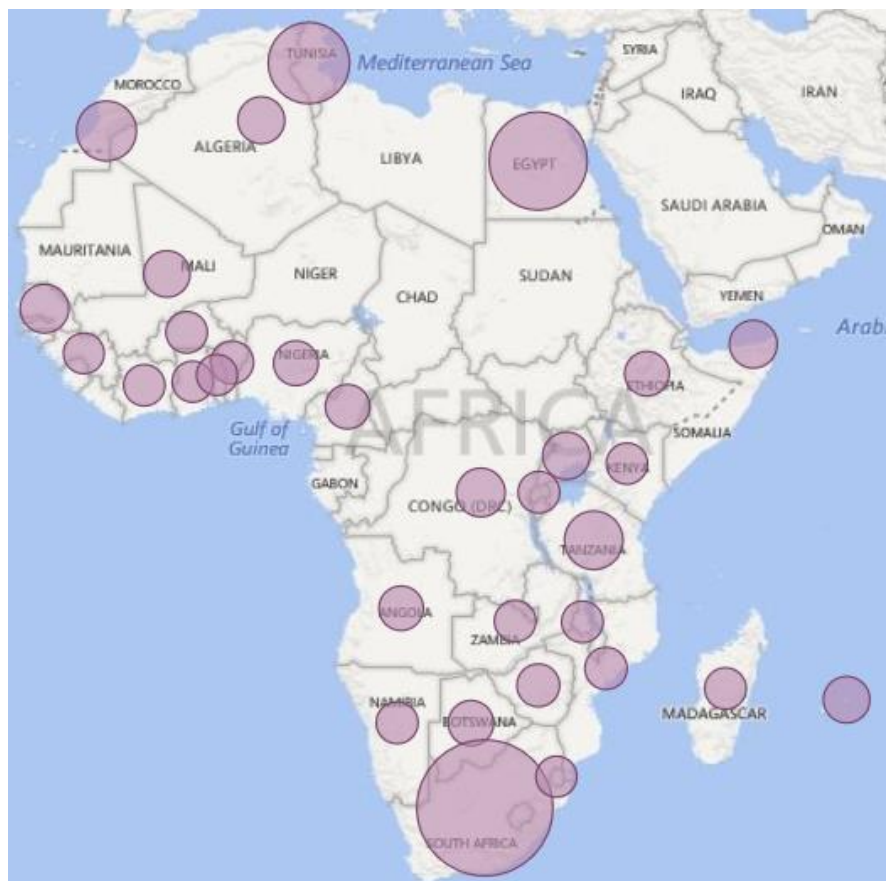 TUNISIA
Mediterranean Sea
SYRIA
MOROCCO
IRAQ
IRAN
ALGERIA
LIBYA
EGYPT
SAUDI ARABIA
OMAN
MAURITANIA
MALI
NIGER
CHAD
SUDAN
YEMEN
Arabi
NIGERIA
ETHIOPIA
AFRICA
Gulf of
Guinea
SOMALIA
KENYA
GABON
CONGO (DRC)
TANZANIA
ANGOLA
ZAMBIA
NAMIBIA
BOTSWANA
MADAGASCAR
SOUTH AFRICA